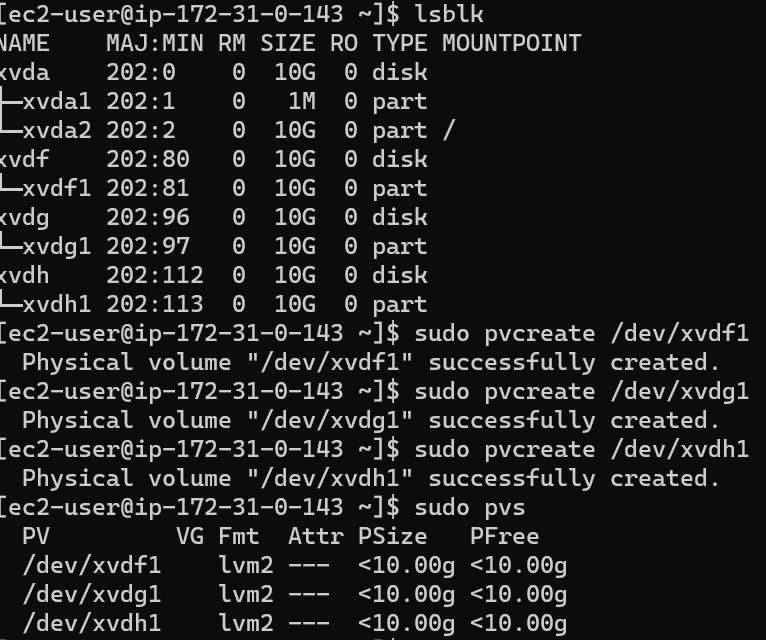 [ec2-user@ip-172-31-0-143 ~]$ lsblk
NAME    MAJ:MIN RM SIZE RO TYPE MOUNTPOINT
xvda    202:0    0  10G  0 disk
├─xvda1 202:1    0   1M  0 part
└─xvda2 202:2    0  10G  0 part /
xvdf    202:80   0  10G  0 disk
└─xvdf1 202:81   0  10G  0 part
xvdg    202:96   0  10G  0 disk
└─xvdg1 202:97   0  10G  0 part
xvdh    202:112  0  10G  0 disk
└─xvdh1 202:113  0  10G  0 part
[ec2-user@ip-172-31-0-143 ~]$ sudo pvcreate /dev/xvdf1
  Physical volume "/dev/xvdf1" successfully created.
[ec2-user@ip-172-31-0-143 ~]$ sudo pvcreate /dev/xvdg1
  Physical volume "/dev/xvdg1" successfully created.
[ec2-user@ip-172-31-0-143 ~]$ sudo pvcreate /dev/xvdh1
  Physical volume "/dev/xvdh1" successfully created.
[ec2-user@ip-172-31-0-143 ~]$ sudo pvs
  PV         VG Fmt  Attr PSize   PFree
  /dev/xvdf1    lvm2 ---  <10.00g <10.00g
  /dev/xvdg1    lvm2 ---  <10.00g <10.00g
  /dev/xvdh1    lvm2 ---  <10.00g <10.00g